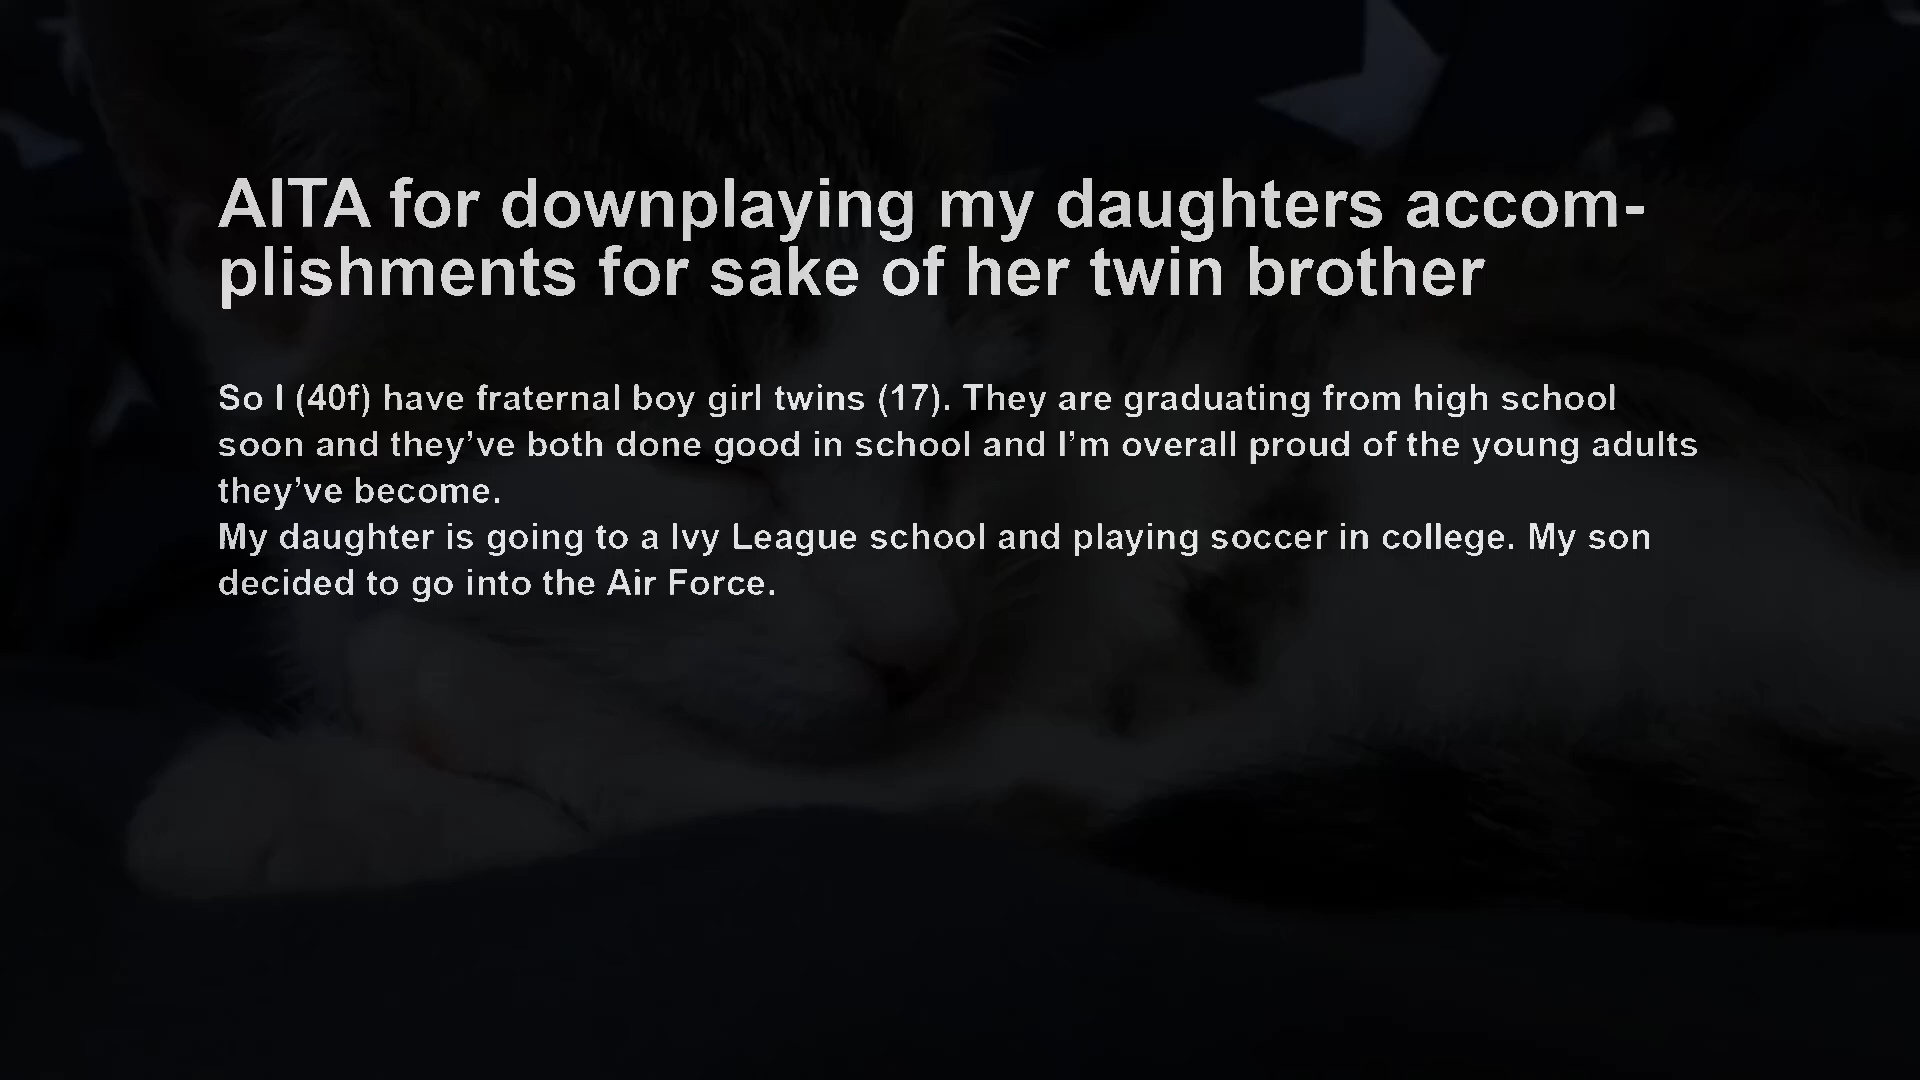 AITA for downplaying my daughters accom-
plishments for sake of her twin brother
So I (40f) have fraternal boy girl twins (17). They are graduating from high school
soon and they’ve both done good in school and I’m overall proud of the young adults
they’ve become.
My daughter is going to a Ivy League school and playing soccer in college. My son
decided to go into the Air Force.